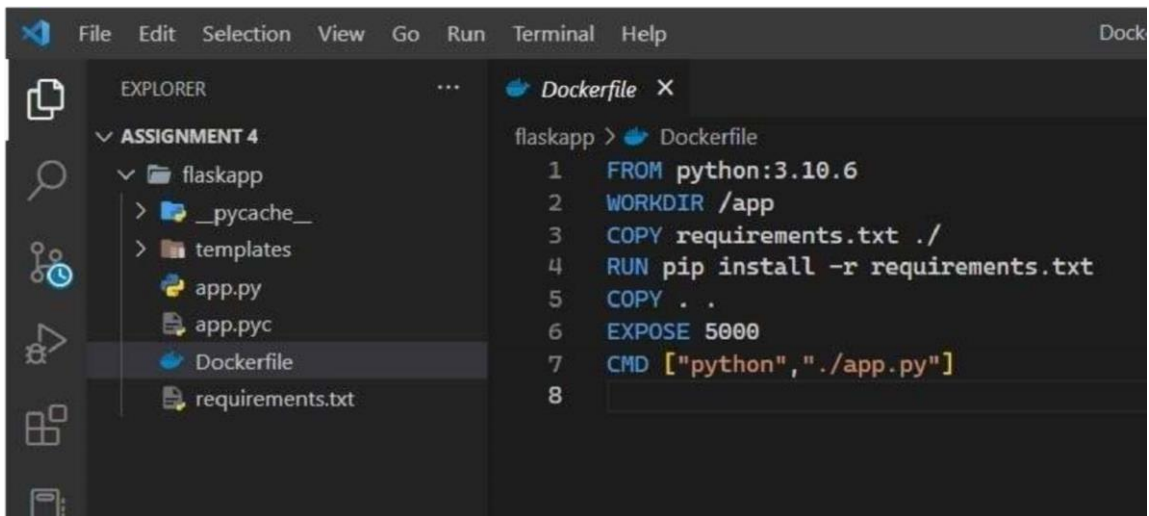 File Edit Selection View Go Run Terminal Help Dock
EXPLORER ...
ASSIGNMENT 4
flaskapp
__pycache__
templates
app.py
app.pyc
Dockerfile
requirements.txt
Dockerfile
flaskapp > Dockerfile
1 FROM python:3.10.6
2 WORKDIR /app
3 COPY requirements.txt ./
4 RUN pip install -r requirements.txt
5 COPY . .
6 EXPOSE 5000
7 CMD ["python","./app.py"]
8